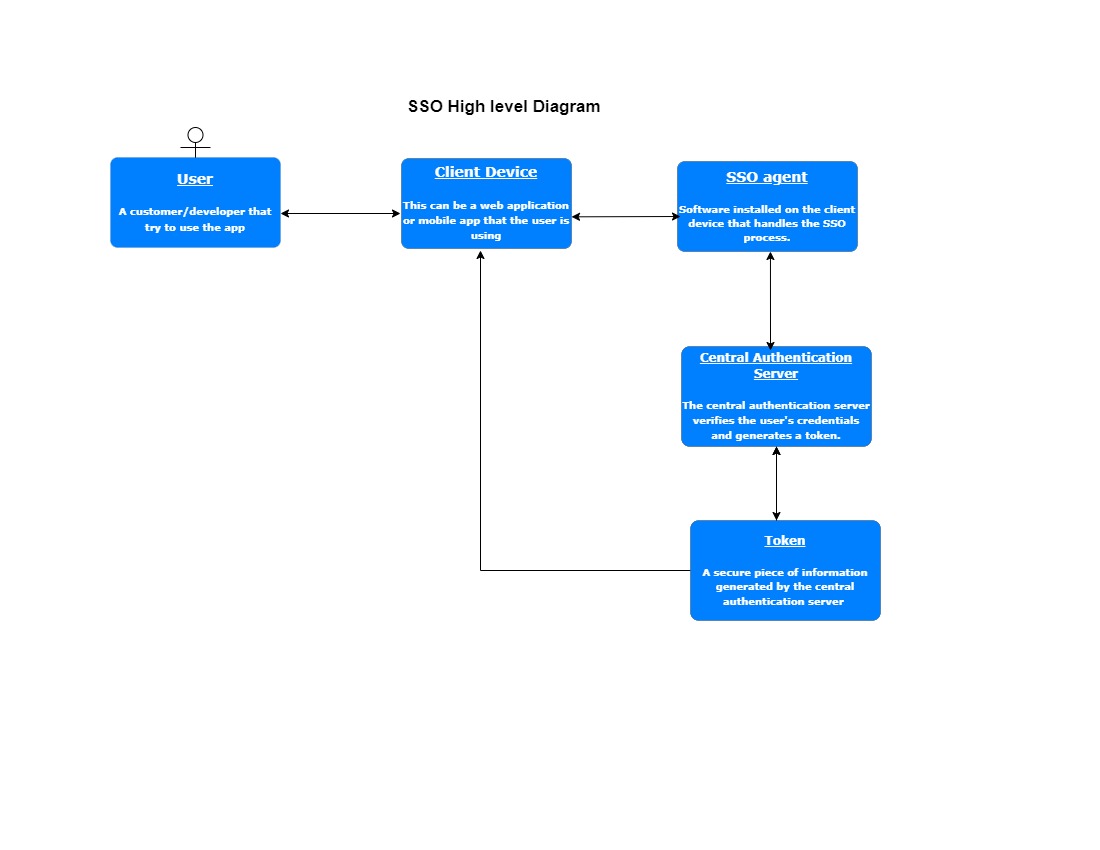 SSO High level Diagram
User
A customer/developer that
try to use the app
Client Device
This can be a web application
or mobile app that the user is
using
SSO agent
Software installed on the client
device that handles the SSO
process.
Central Authentication
Server
The central authentication server
verifies the user's credentials
and generates a token.
Token
A secure piece of information
generated by the central
authentication server